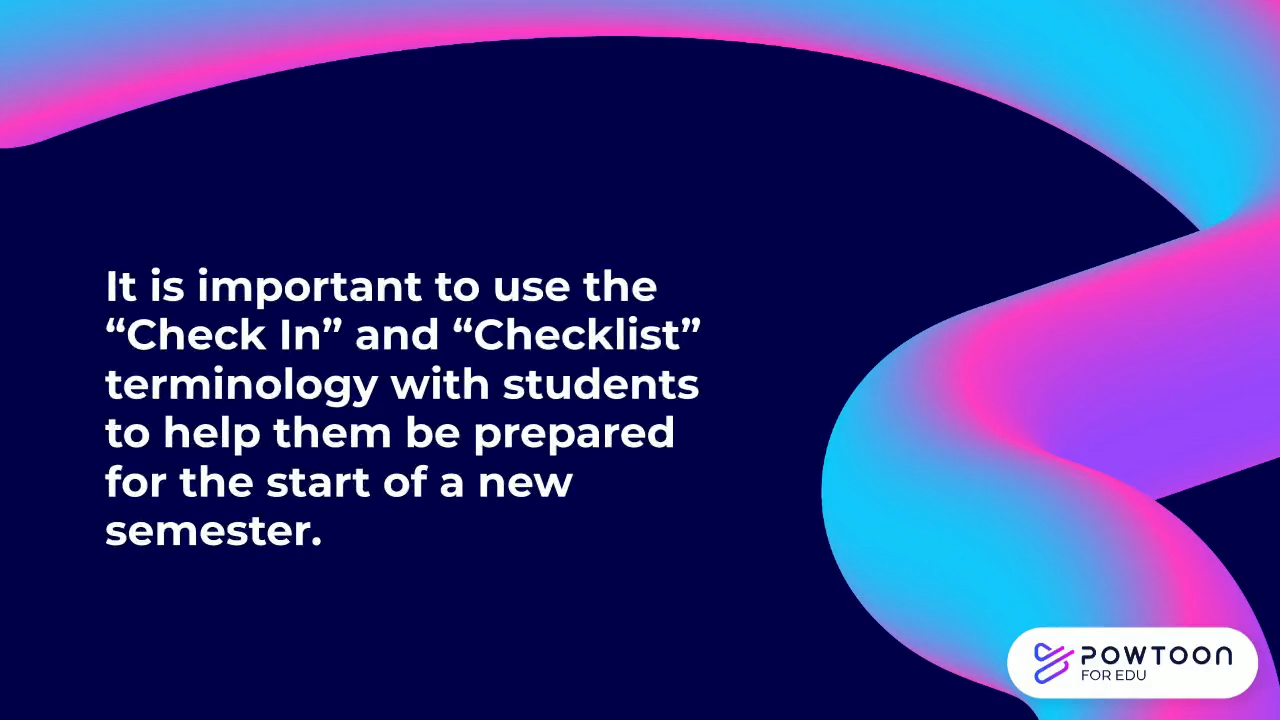 It is important to use the
“Check In” and “Checklist”
terminology with students
to help them be prepared
for the start of a new
semester.
POWTOON
FOR EDU